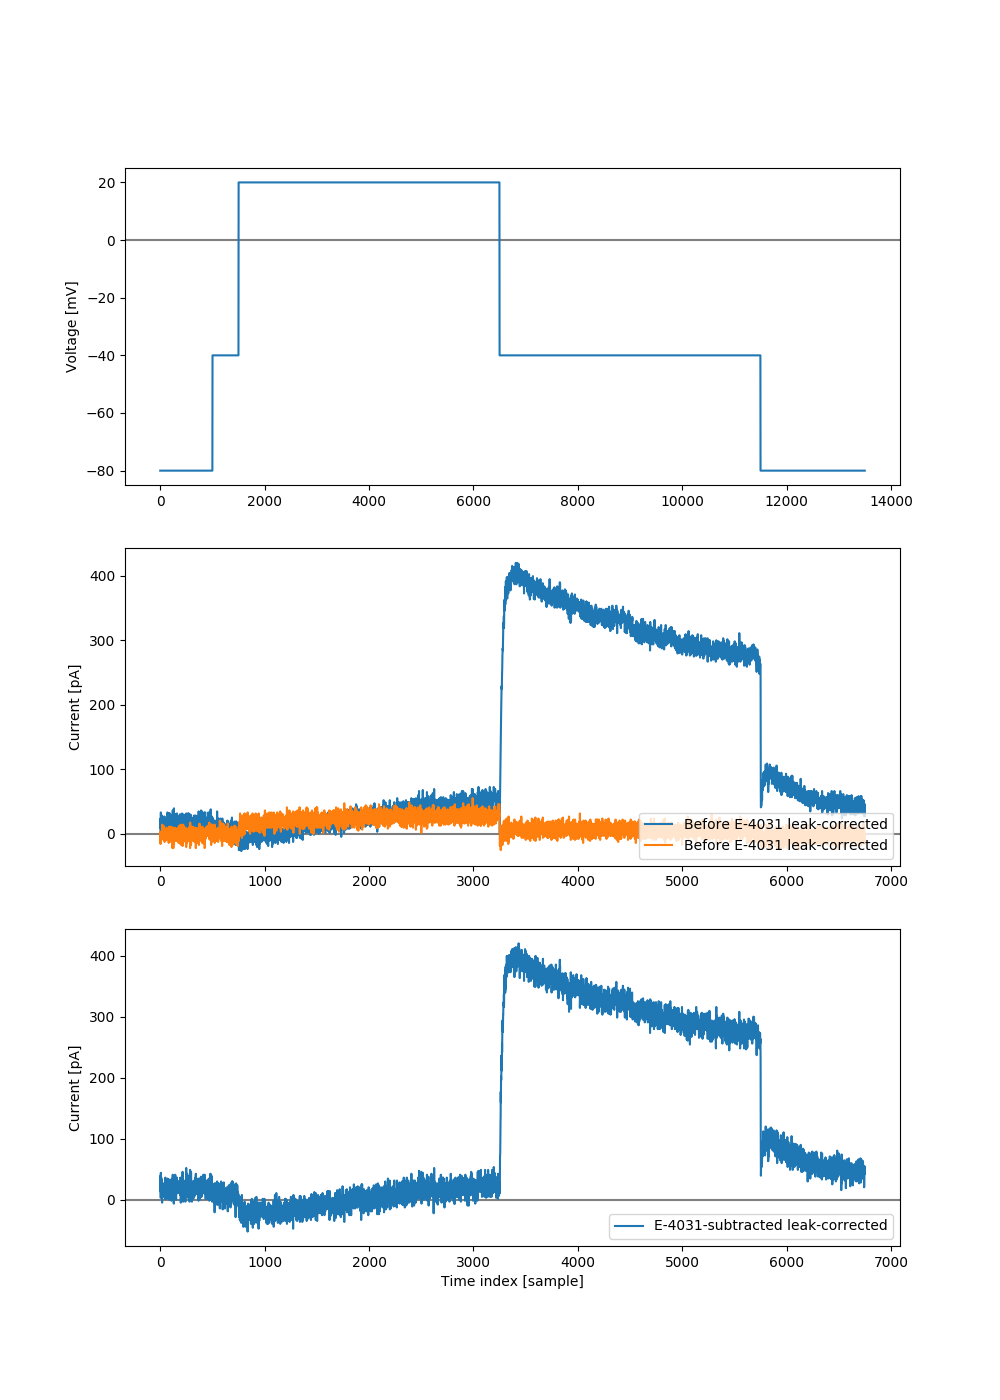 20
0
−20
−40
−60
−80
Voltage [mV]
0 2000 4000 6000 8000 10000 12000 14000
400
300
200
100
0
Current [pA]
Before E-4031 leak-corrected
Before E-4031 leak-corrected
0 1000 2000 3000 4000 5000 6000 7000
400
300
200
100
0
Current [pA]
E-4031-subtracted leak-corrected
0 1000 2000 3000 4000 5000 6000 7000
Time index [sample]